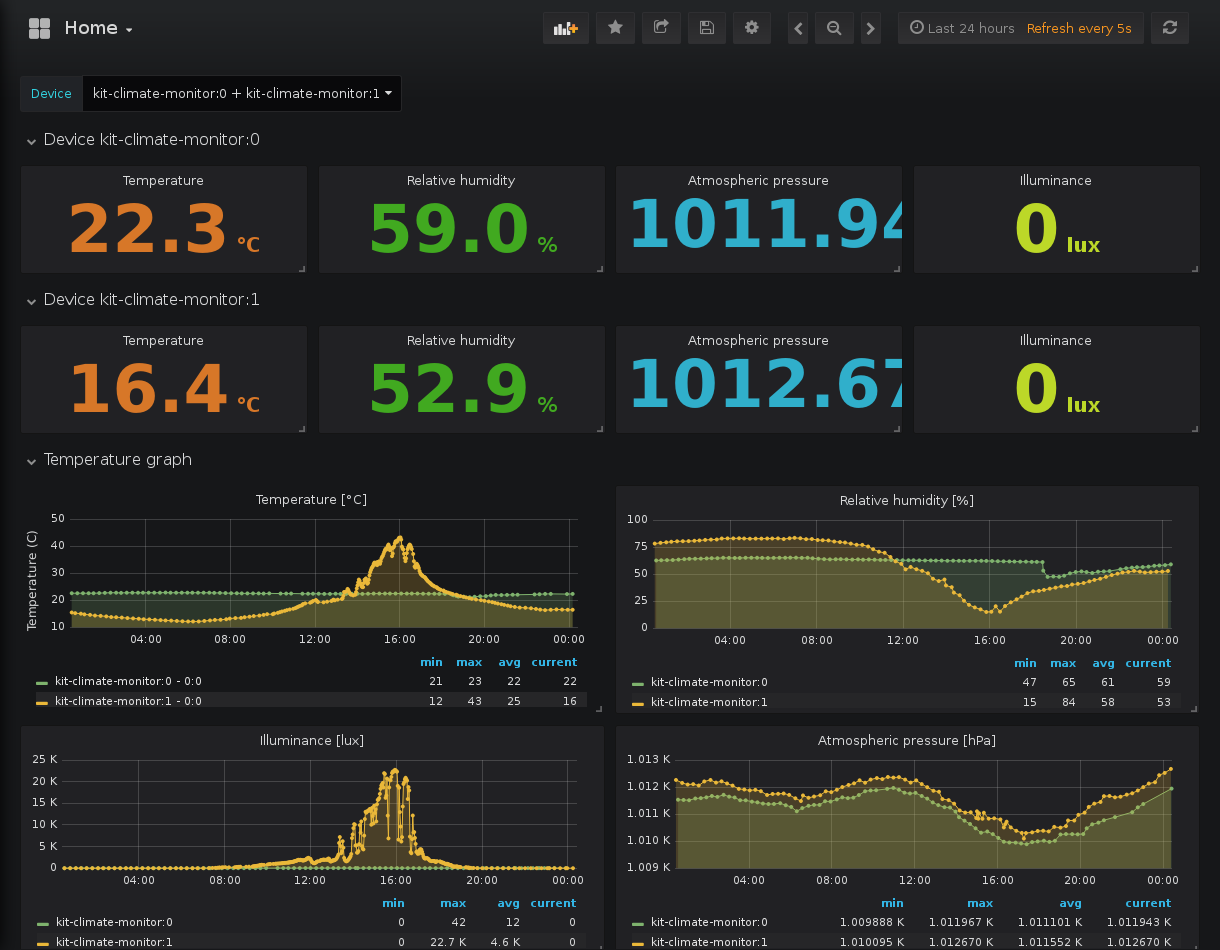 Home
Last 24 hours Refresh every 5s
Device kit-climate-monitor:0 + kit-climate-monitor:1
Device kit-climate-monitor:0
Temperature Relative humidity Atmospheric pressure Illuminance
22.3 °C 59.0 % 1011.94 0 lux
Device kit-climate-monitor:1
Temperature Relative humidity Atmospheric pressure Illuminance
16.4 °C 52.9 % 1012.67 0 lux
Temperature graph
Temperature [°C]
Temperature (C)
50
40
30
20
10
04:00 08:00 12:00 16:00 20:00 00:00
min max avg current
kit-climate-monitor:0 - 0:0 21 23 22 22
kit-climate-monitor:1 - 0:0 12 43 25 16
Relative humidity [%]
100
75
50
25
0
04:00 08:00 12:00 16:00 20:00 00:00
min max avg current
kit-climate-monitor:0 47 65 61 59
kit-climate-monitor:1 15 84 58 53
Illuminance [lux]
25 K
20 K
15 K
10 K
5 K
0
04:00 08:00 12:00 16:00 20:00 00:00
min max avg current
kit-climate-monitor:0 0 42 12 0
kit-climate-monitor:1 0 22.7 K 4.6 K 0
Atmospheric pressure [hPa]
1.013 K
1.012 K
1.011 K
1.010 K
1.009 K
04:00 08:00 12:00 16:00 20:00 00:00
min max avg current
kit-climate-monitor:0 1.009888 K 1.011967 K 1.011101 K 1.011943 K
kit-climate-monitor:1 1.010095 K 1.012670 K 1.011552 K 1.012670 K